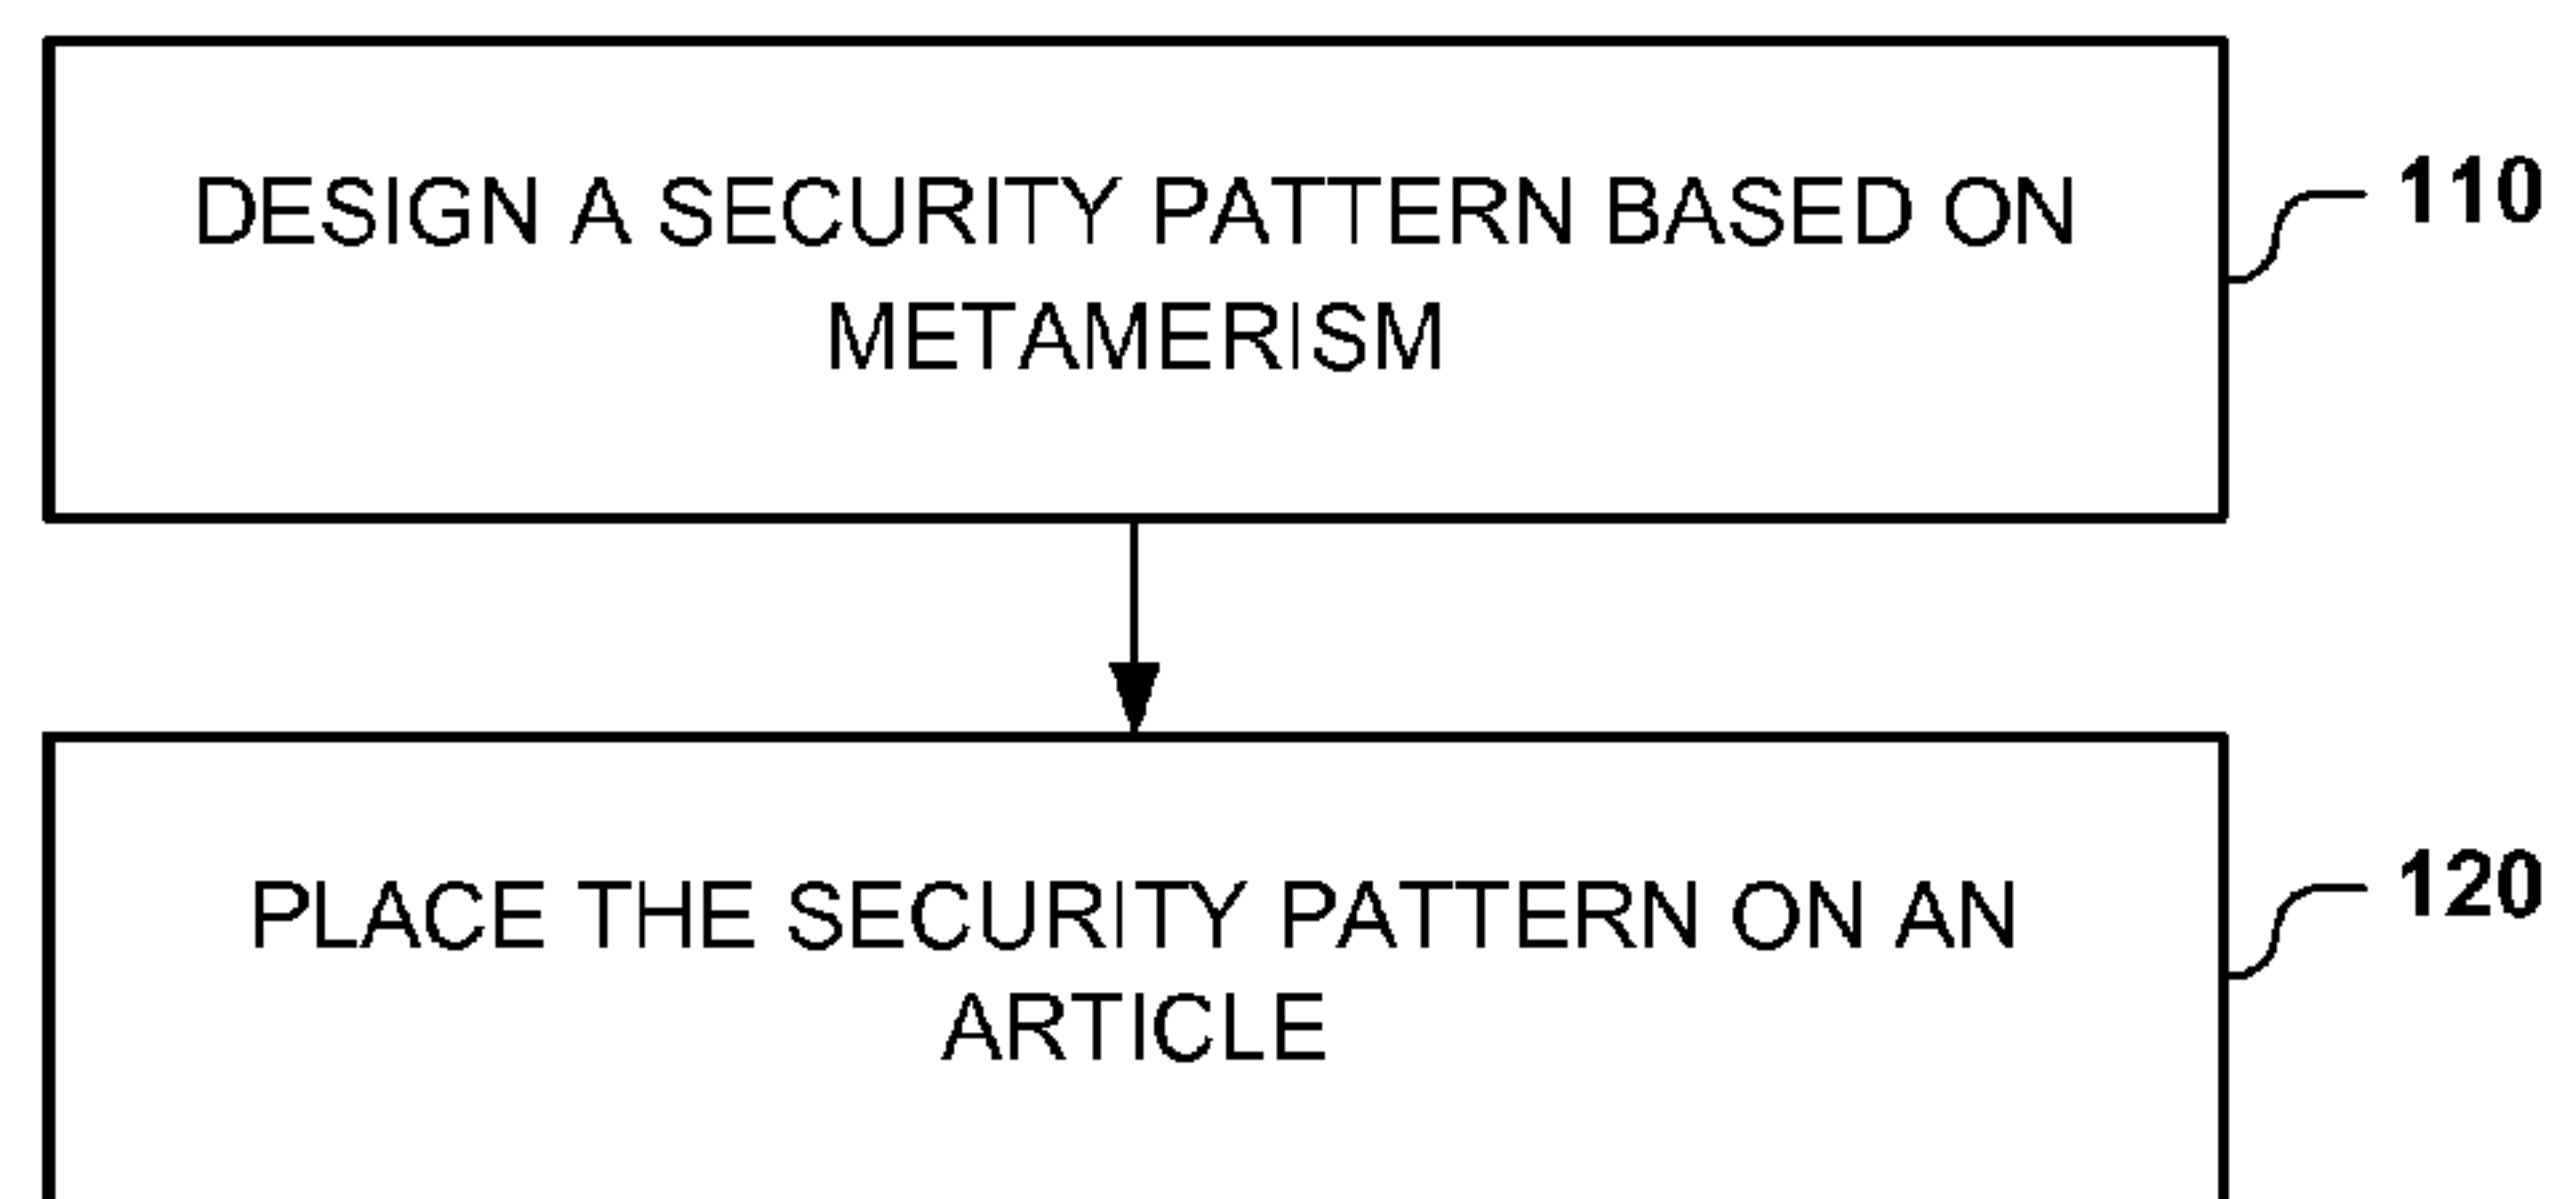 DESIGN A SECURITY PATTERN BASED ON
METAMERISM
110
PLACE THE SECURITY PATTERN ON AN
ARTICLE
120